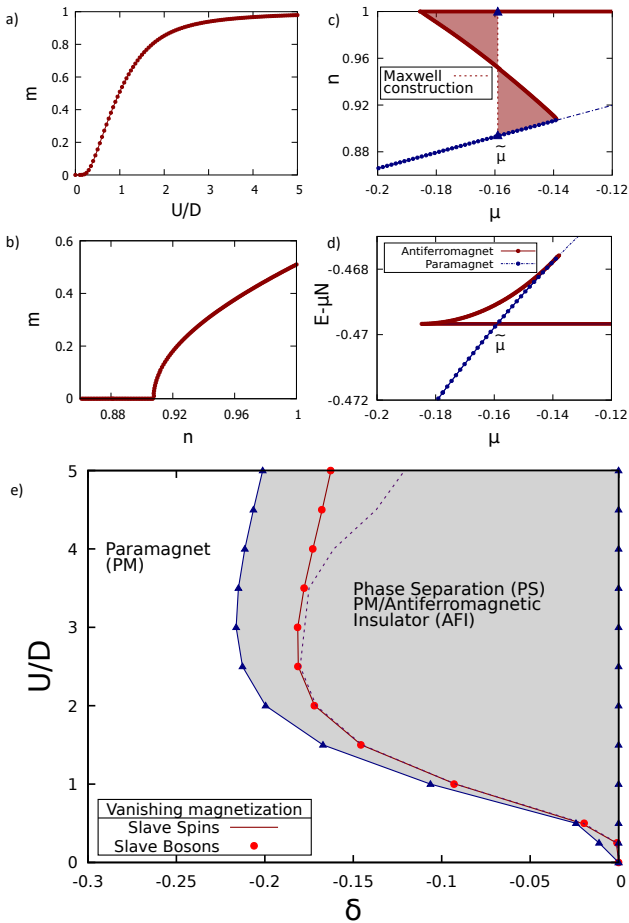 a)
1
0.8
0.6
0.4
0.2
0
m
0 1 2 3 4 5
U/D
c)
1
0.96
0.92
0.88
n
Maxwell
construction
μ̃
-0.2 -0.18 -0.16 -0.14 -0.12
μ
b)
0.6
0.4
0.2
0
m
0.88 0.92 0.96 1
n
d)
Antiferromagnet
Paramagnet
-0.468
-0.47
-0.472
E-μN
μ̃
-0.2 -0.18 -0.16 -0.14 -0.12
μ
e)
5
4
3
2
1
0
U/D
Paramagnet
(PM)
Phase Separation (PS)
PM/Antiferromagnetic
Insulator (AFI)
Vanishing magnetization
Slave Spins
Slave Bosons
-0.3 -0.25 -0.2 -0.15 -0.1 -0.05 0
δ